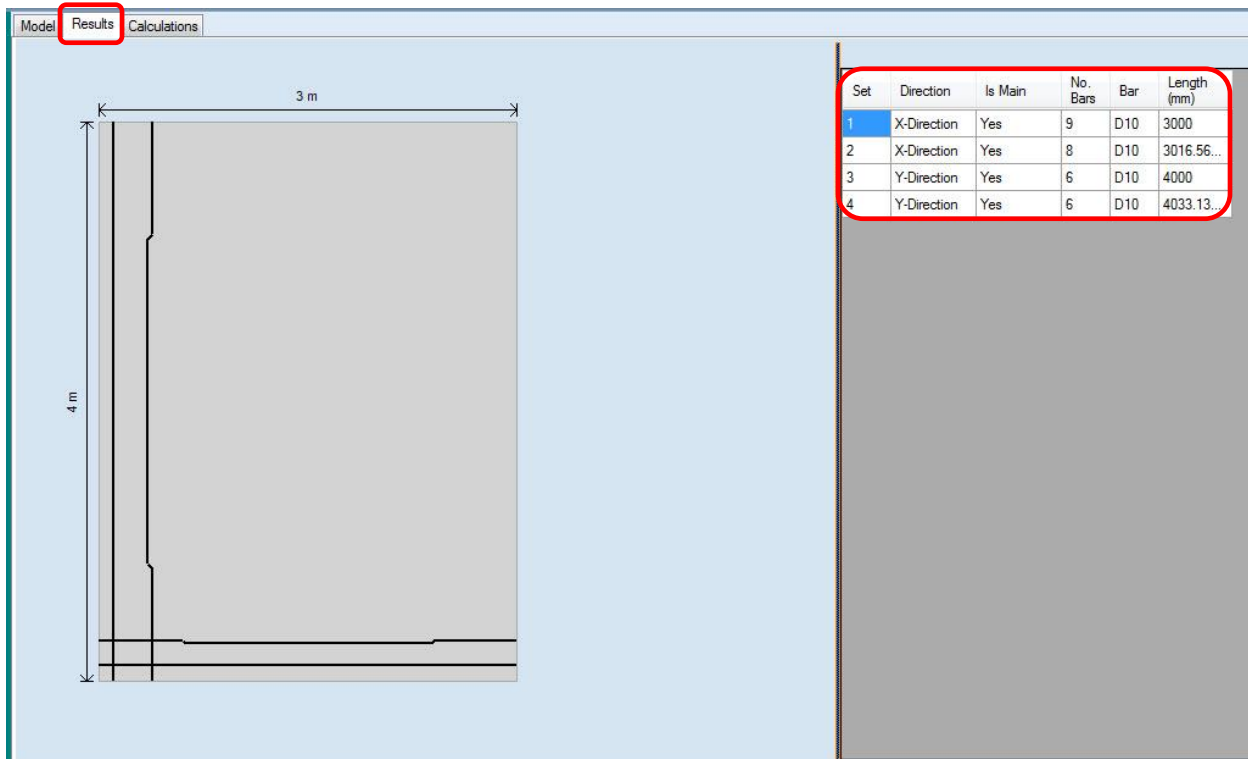 Model Results Calculations
3 m
4 m
Set Direction Is Main No. Bars Bar Length (mm)
1 X-Direction Yes 9 D10 3000
2 X-Direction Yes 8 D10 3016.56...
3 Y-Direction Yes 6 D10 4000
4 Y-Direction Yes 6 D10 4033.13...